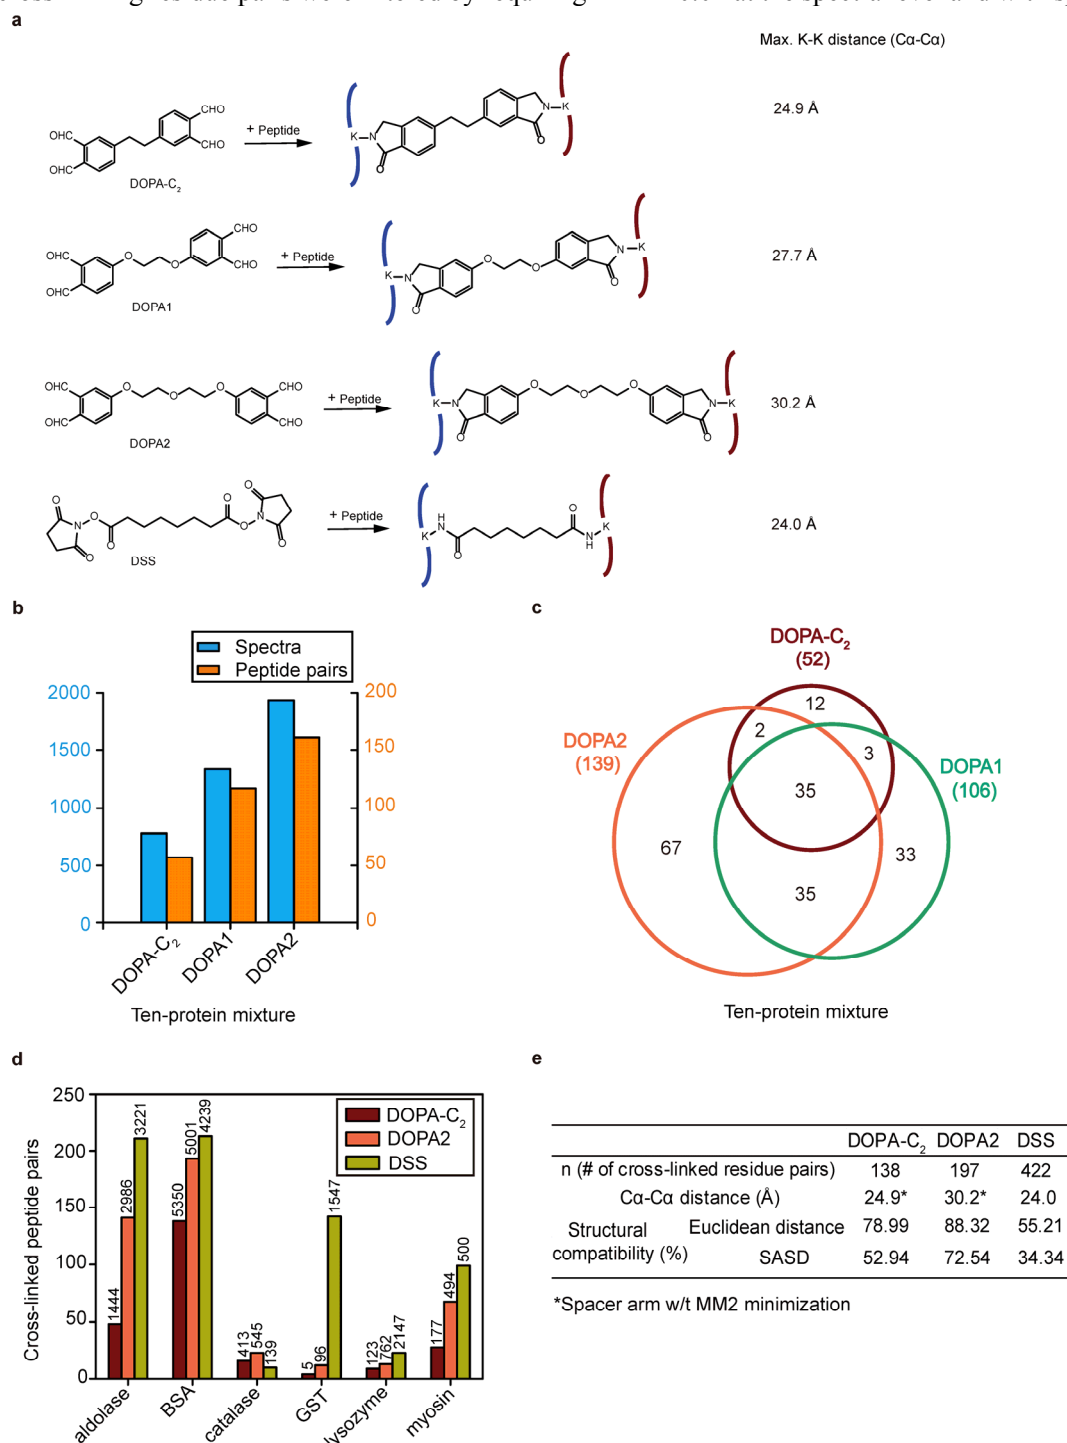 a
Max. K-K distance (Cα-Cα)
CHO
CHO
OHC
OHC
DOPA-C2
+ Peptide
K
N
O
N
K
O
24.9 Å
CHO
CHO
OHC
OHC
O
O
DOPA1
+ Peptide
K
N
O
O
O
N
K
O
27.7 Å
OHC
OHC
O
O
O
CHO
CHO
DOPA2
+ Peptide
K
N
O
O
O
O
N
K
O
30.2 Å
O
N
O
O
O
O
O
N
O
O
DSS
+ Peptide
K
H
N
O
O
N
H
K
24.0 Å
b
Spectra
Peptide pairs
2000
1500
1000
500
0
200
150
100
50
0
DOPA-C2
DOPA1
DOPA2
Ten-protein mixture
c
DOPA-C2
(52)
DOPA2
(139)
DOPA1
(106)
12
2
3
35
67
33
35
Ten-protein mixture
d
Cross-linked peptide pairs
250
200
150
100
50
0
DOPA-C2
DOPA2
DSS
1444
2986
3221
5350
5001
4239
413
545
139
5
96
1547
123
762
2147
177
494
500
aldolase
BSA
catalase
GST
lysozyme
myosin
e
DOPA-C2 DOPA2 DSS
n (# of cross-linked residue pairs) 138 197 422
Cα-Cα distance (Å) 24.9* 30.2* 24.0
Structural compatibility (%) Euclidean distance 78.99 88.32 55.21
SASD 52.94 72.54 34.34
*Spacer arm w/t MM2 minimization